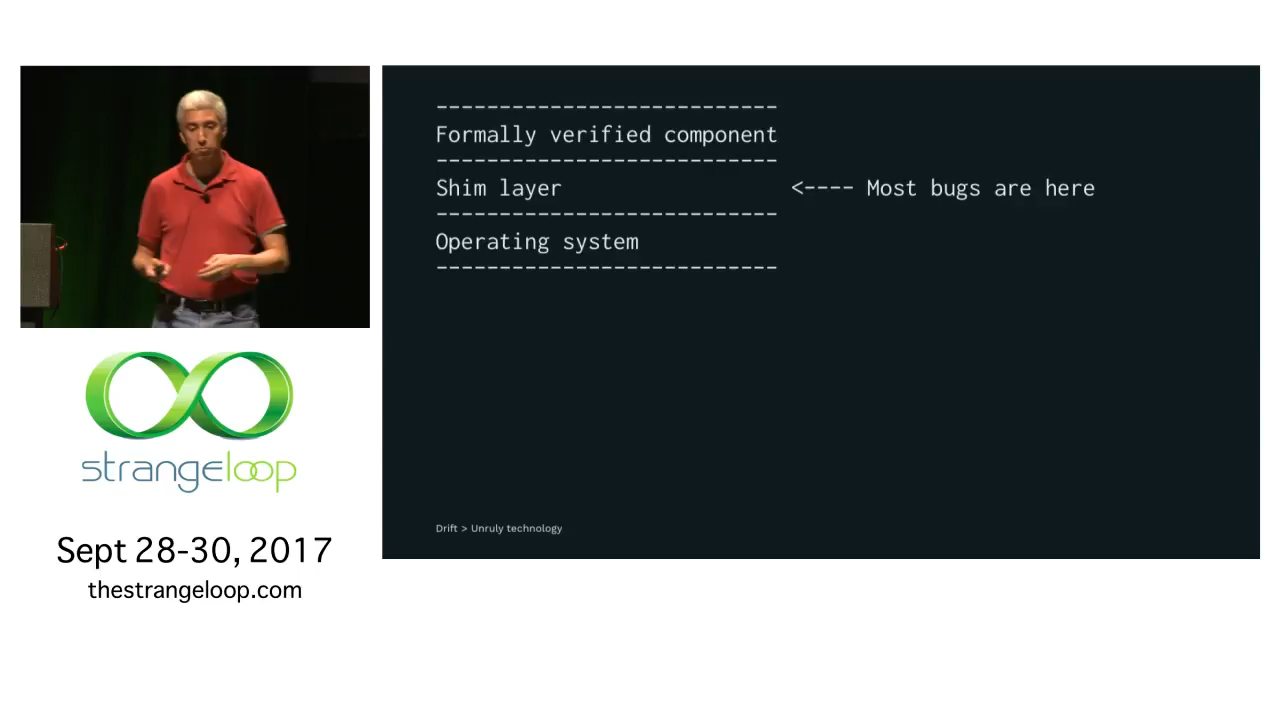 ---------------------------
Formally verified component
---------------------------
Shim layer <---- Most bugs are here
---------------------------
Operating system
---------------------------
Drift > Unruly technology
strangeloop
Sept 28-30, 2017
thestrangeloop.com